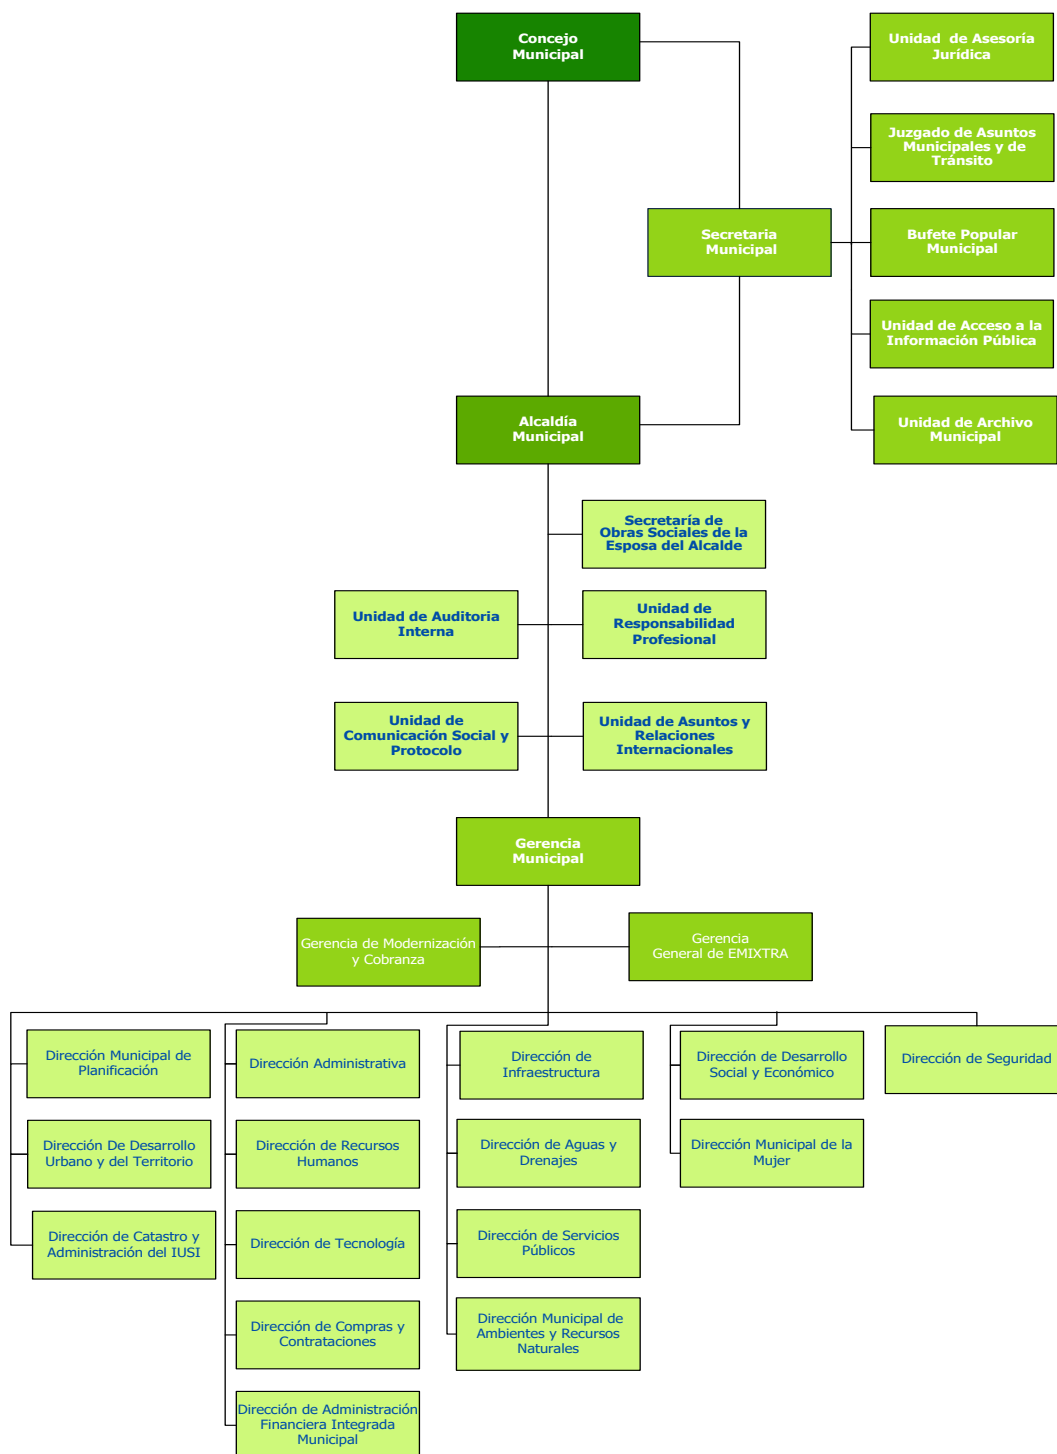 Concejo
Municipal
Unidad de Asesoría
Jurídica
Juzgado de Asuntos
Municipales y de
Tránsito
Secretaria
Municipal
Bufete Popular
Municipal
Unidad de Acceso a la
Información Pública
Alcaldía
Municipal
Unidad de Archivo
Municipal
Secretaría de
Obras Sociales de la
Esposa del Alcalde
Unidad de Auditoria
Interna
Unidad de
Responsabilidad
Profesional
Unidad de
Comunicación Social y
Protocolo
Unidad de Asuntos y
Relaciones
Internacionales
Gerencia
Municipal
Gerencia de Modernización
y Cobranza
Gerencia
General de EMIXTRA
Dirección Municipal de
Planificación
Dirección De Desarrollo
Urbano y del Territorio
Dirección de Catastro y
Administración del IUSI
Dirección Administrativa
Dirección de Recursos
Humanos
Dirección de Tecnología
Dirección de Compras y
Contrataciones
Dirección de Administración
Financiera Integrada
Municipal
Dirección de
Infraestructura
Dirección de Aguas y
Drenajes
Dirección de Servicios
Públicos
Dirección Municipal de
Ambientes y Recursos
Naturales
Dirección de Desarrollo
Social y Económico
Dirección Municipal de la
Mujer
Dirección de Seguridad